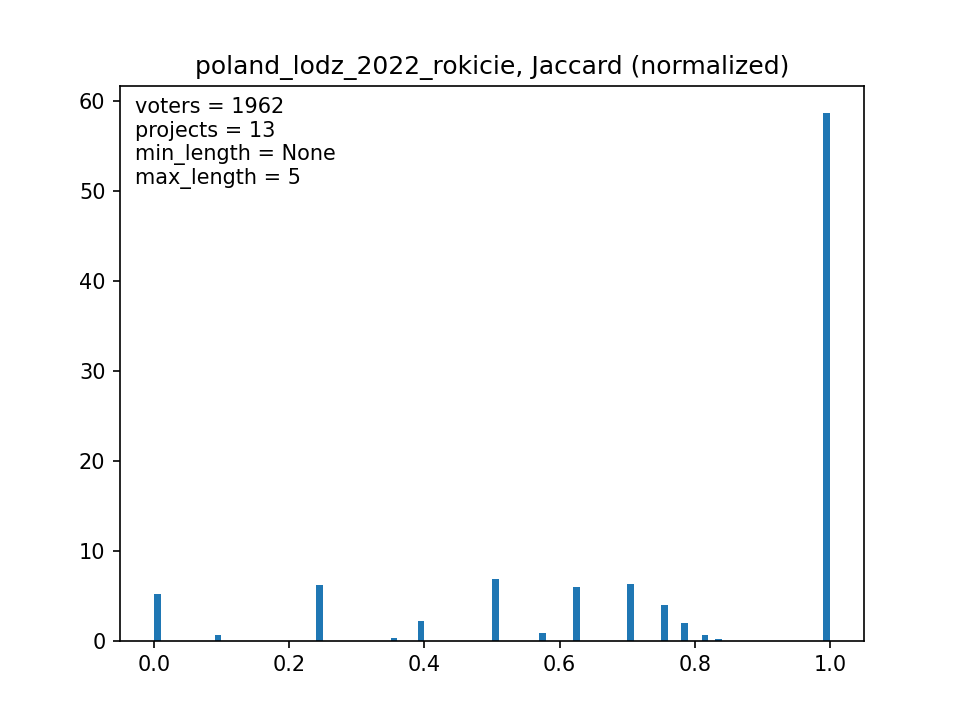 poland_lodz_2022_rokicie, Jaccard (normalized)
voters = 1962
projects = 13
min_length = None
max_length = 5
60
50
40
30
20
10
0
0.0 0.2 0.4 0.6 0.8 1.0